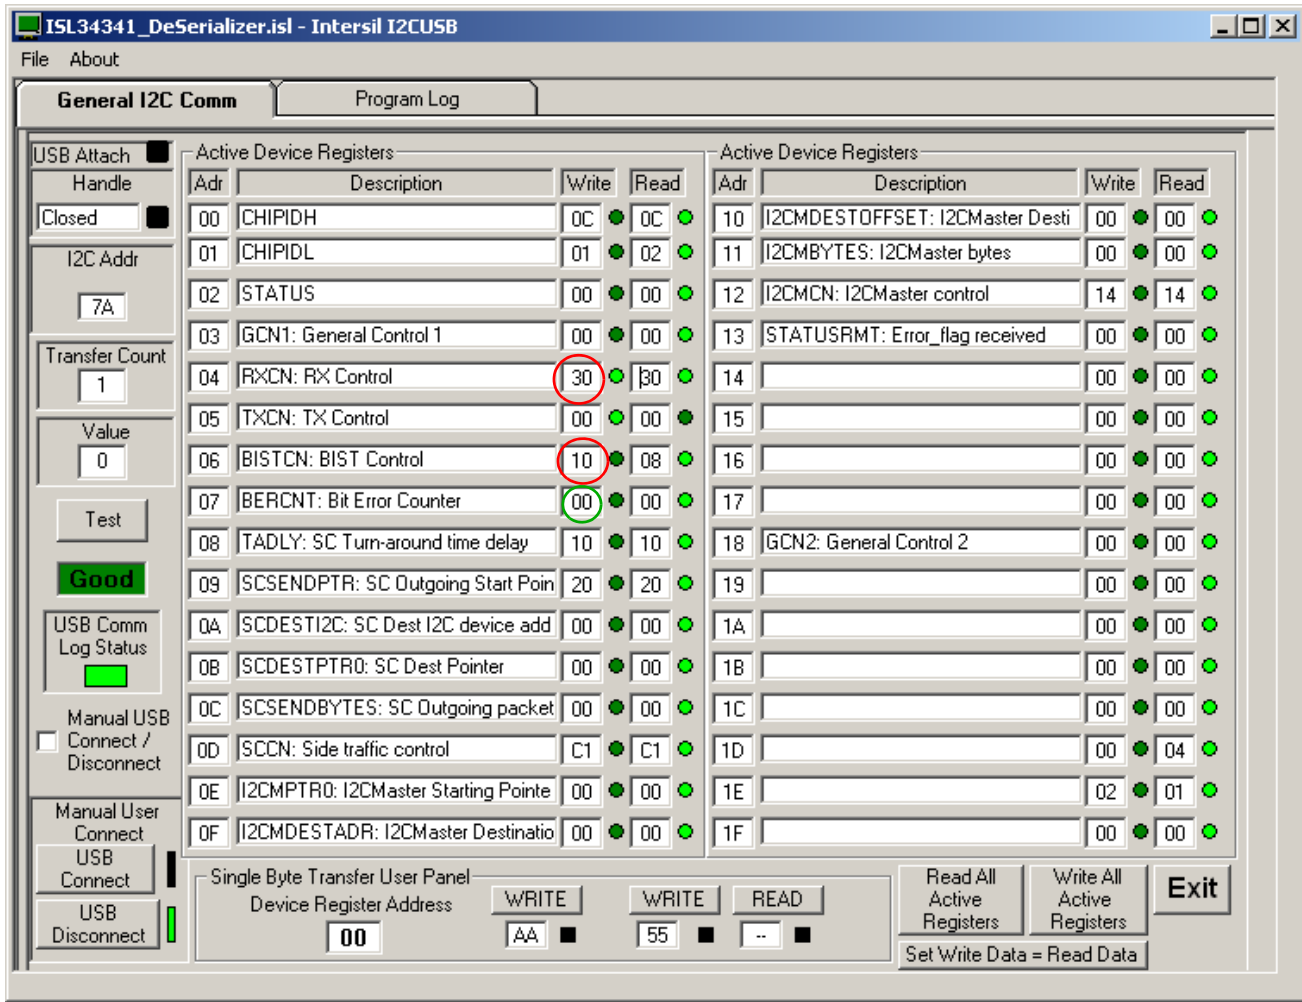 ISL34341_DeSerializer.isl - Intersil I2CUSB
File About
General I2C Comm
Program Log
USB Attach
Handle
Closed
I2C Addr
7A
Transfer Count
1
Value
0
Test
Good
USB Comm
Log Status
Manual USB
Connect /
Disconnect
Manual User
Connect
USB
Connect
USB
Disconnect
Active Device Registers
Adr Description Write Read
00 CHIPIDH 0C 0C
01 CHIPIDL 01 02
02 STATUS 00 00
03 GCN1: General Control 1 00 00
04 RXCN: RX Control 30 30
05 TXCN: TX Control 00 00
06 BISTCN: BIST Control 10 08
07 BERCNT: Bit Error Counter 00 00
08 TADLY: SC Turn-around time delay 10 10
09 SCSENDPTR: SC Outgoing Start Poin 20 20
0A SCDESTI2C: SC Dest I2C device add 00 00
0B SCDESTPTR0: SC Dest Pointer 00 00
0C SCSENDBYTES: SC Outgoing packet 00 00
0D SCCN: Side traffic control C1 C1
0E I2CMPTR0: I2CMaster Starting Pointe 00 00
0F I2CMDESTADR: I2CMaster Destinatio 00 00
Active Device Registers
Adr Description Write Read
10 I2CMDESTOFFSET: I2CMaster Desti 00 00
11 I2CMBYTES: I2CMaster bytes 00 00
12 I2CMCN: I2CMaster control 14 14
13 STATUSRMT: Error_flag received 00 00
14 00 00
15 00 00
16 00 00
17 00 00
18 GCN2: General Control 2 00 00
19 00 00
1A 00 00
1B 00 00
1C 00 00
1D 00 04
1E 02 01
1F 00 00
Single Byte Transfer User Panel
Device Register Address
00
WRITE
AA
WRITE
55
READ
--
Read All
Active
Registers
Write All
Active
Registers
Exit
Set Write Data = Read Data